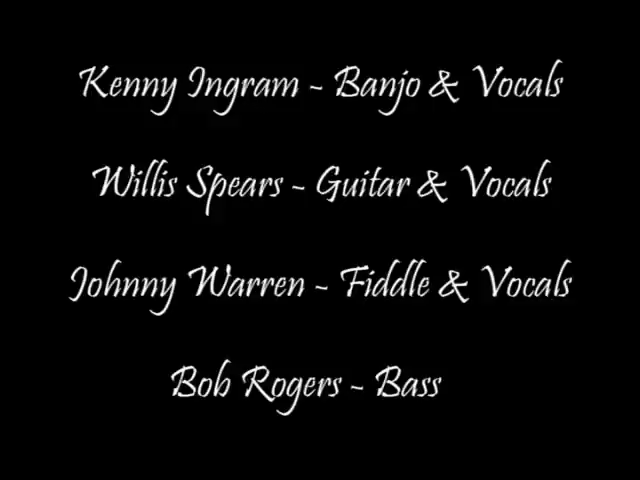 Kenny Ingram - Banjo & Vocals
Willis Spears - Guitar & Vocals
Johnny Warren - Fiddle & Vocals
Bob Rogers - Bass